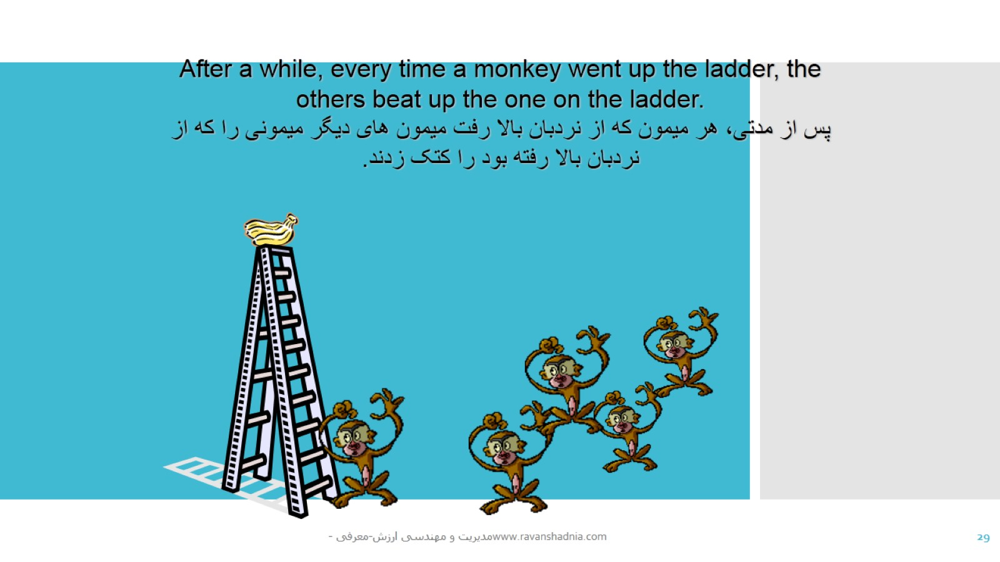 After a while, every time a monkey went up the ladder, the
others beat up the one on the ladder.
پس از مدتی، هر میمون که از نردبان بالا رفت میمون های دیگر میمونی را که از
نردبان بالا رفته بود را کتک زدند.
مدیریت و مهندسی ارزش-معرفی - www.ravanshadnia.com
29